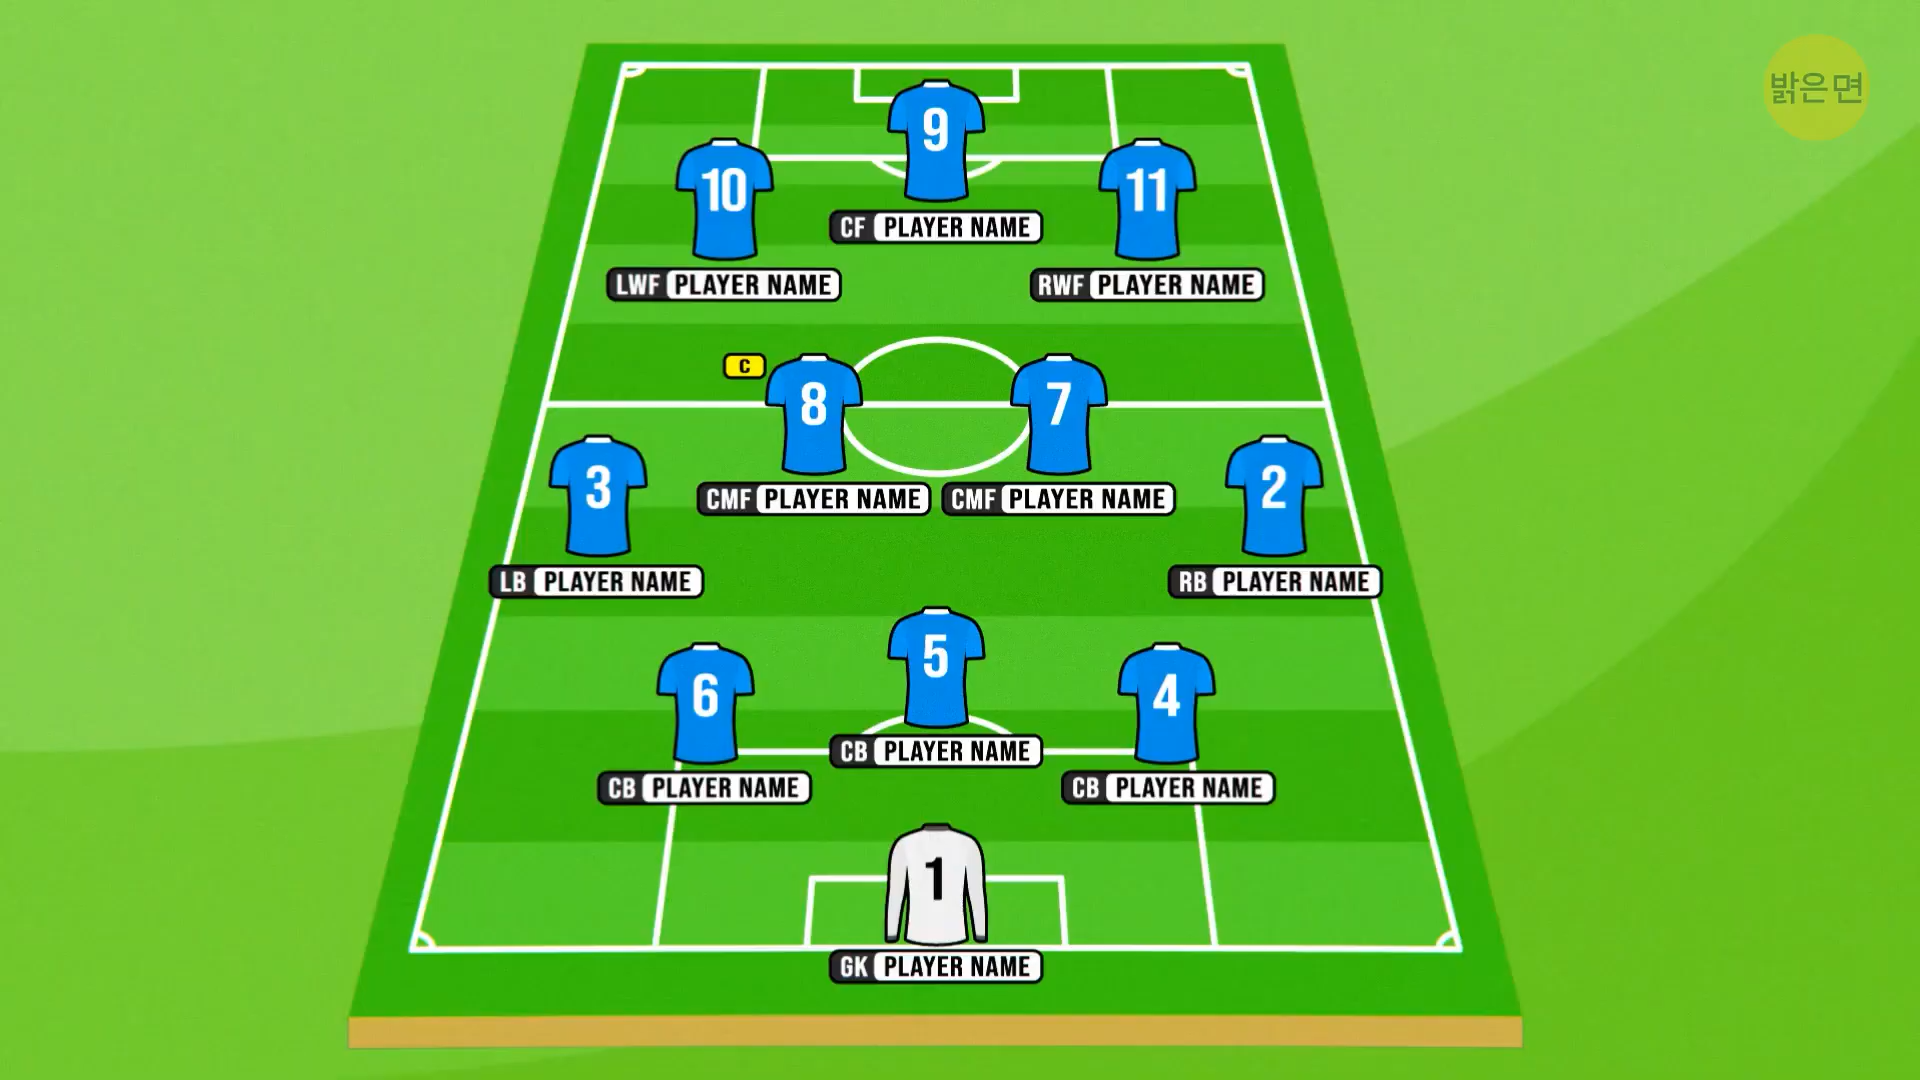 밝은면
9
10
11
CF PLAYER NAME
LWF PLAYER NAME
RWF PLAYER NAME
C
8
7
3
2
CMF PLAYER NAME
CMF PLAYER NAME
LB PLAYER NAME
RB PLAYER NAME
5
6
4
CB PLAYER NAME
CB PLAYER NAME
CB PLAYER NAME
1
GK PLAYER NAME